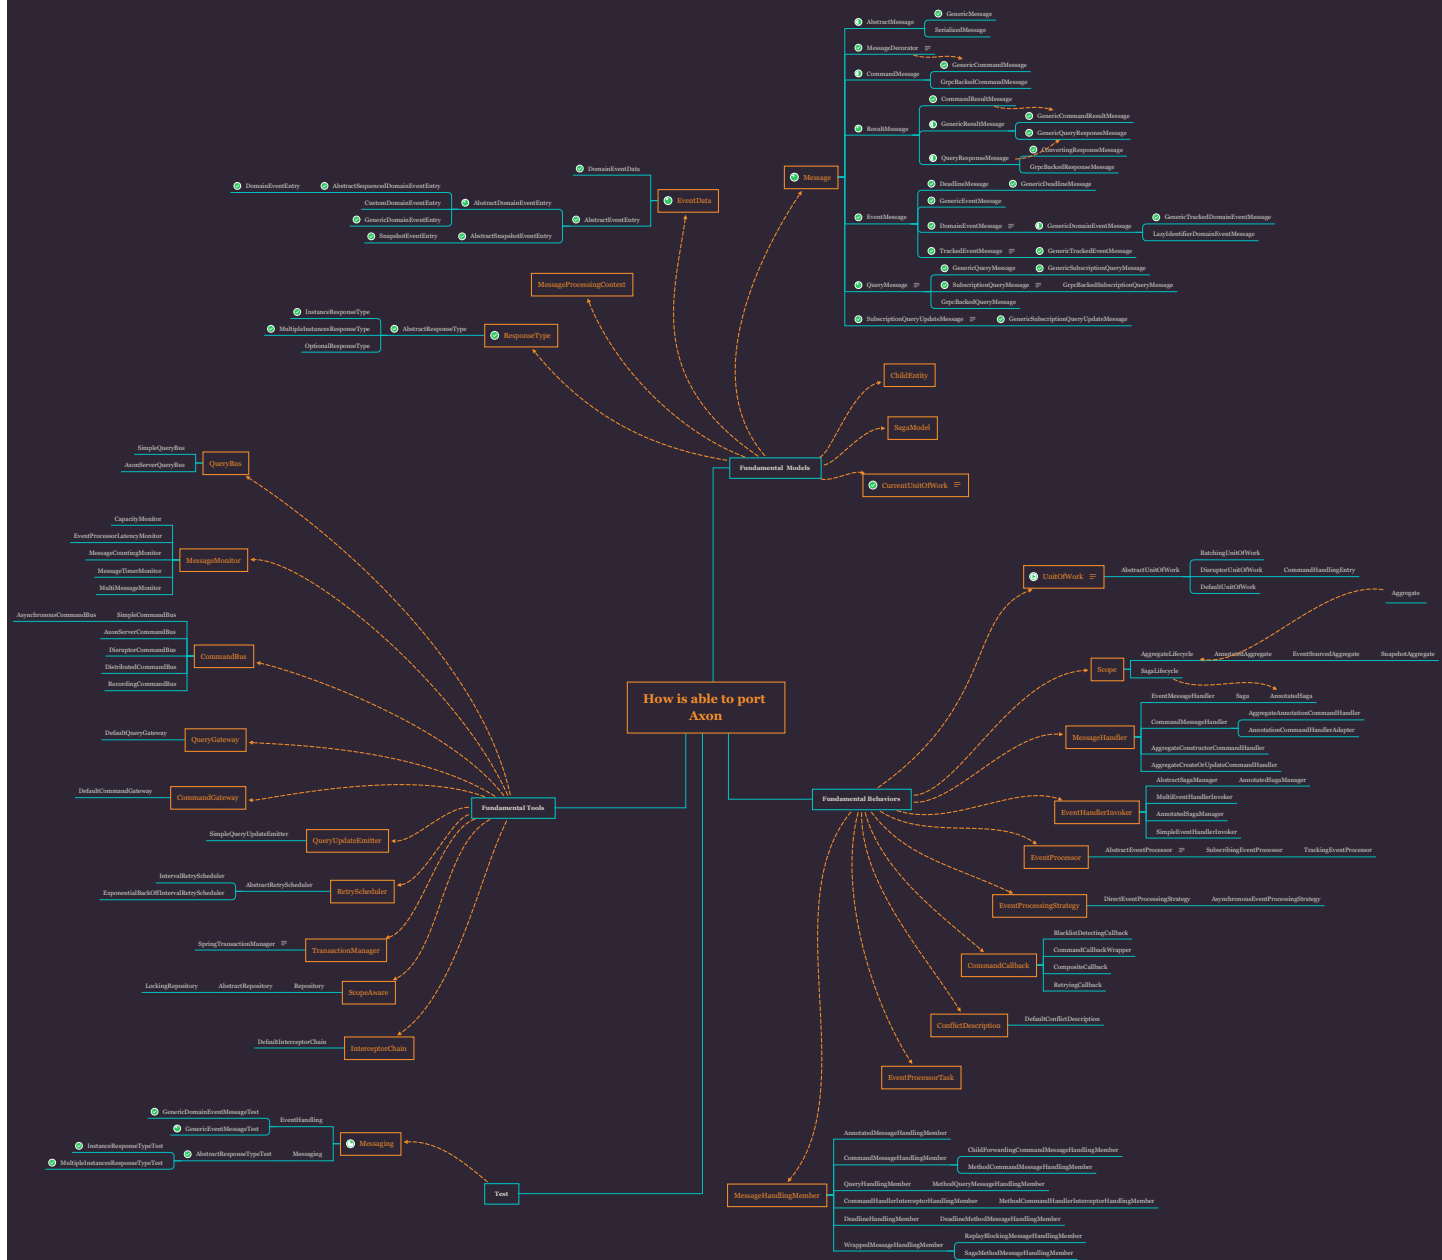 How is able to port
Axon
Fundamental Models
Message
AbstractMessage
GenericMessage
SerializedMessage
MessageDecorator
CommandMessage
GenericCommandMessage
GrpcBackedCommandMessage
ResultMessage
CommandResultMessage
GenericResultMessage
GenericCommandResultMessage
GenericQueryResponseMessage
QueryResponseMessage
ConvertingResponseMessage
GrpcBackedResponseMessage
EventMessage
DeadlineMessage
GenericDeadlineMessage
GenericEventMessage
DomainEventMessage
GenericDomainEventMessage
GenericTrackedDomainEventMessage
LazyIdentifierDomainEventMessage
TrackedEventMessage
GenericTrackedEventMessage
QueryMessage
GenericQueryMessage
GenericSubscriptionQueryMessage
SubscriptionQueryMessage
GrpcBackedSubscriptionQueryMessage
GrpcBackedQueryMessage
SubscriptionQueryUpdateMessage
GenericSubscriptionQueryUpdateMessage
EventData
DomainEventData
AbstractEventEntry
AbstractDomainEventEntry
AbstractSequencedDomainEventEntry
DomainEventEntry
CustomDomainEventEntry
GenericDomainEventEntry
AbstractSnapshotEventEntry
SnapshotEventEntry
MessageProcessingContext
ResponseType
AbstractResponseType
InstanceResponseType
MultipleInstancesResponseType
OptionalResponseType
ChildEntity
SagaModel
CurrentUnitOfWork
Fundamental Behaviors
UnitOfWork
AbstractUnitOfWork
BatchingUnitOfWork
DisruptorUnitOfWork
CommandHandlingEntry
DefaultUnitOfWork
Aggregate
Scope
AggregateLifecycle
AnnotatedAggregate
EventSourcedAggregate
SnapshotAggregate
SagaLifecycle
MessageHandler
EventMessageHandler
Saga
AnnotatedSaga
CommandMessageHandler
AggregateAnnotationCommandHandler
AnnotationCommandHandlerAdapter
AggregateConstructorCommandHandler
AggregateCreateOrUpdateCommandHandler
EventHandlerInvoker
AbstractSagaManager
AnnotatedSagaManager
MultiEventHandlerInvoker
AnnotatedSagaManager
SimpleEventHandlerInvoker
EventProcessor
AbstractEventProcessor
SubscribingEventProcessor
TrackingEventProcessor
EventProcessingStrategy
DirectEventProcessingStrategy
AsynchronousEventProcessingStrategy
CommandCallback
BlacklistDetectingCallback
CommandCallbackWrapper
CompositeCallback
RetryingCallback
ConflictDescription
DefaultConflictDescription
EventProcessorTask
MessageHandlingMember
AnnotatedMessageHandlingMember
CommandMessageHandlingMember
ChildForwardingCommandMessageHandlingMember
MethodCommandMessageHandlingMember
QueryHandlingMember
MethodQueryMessageHandlingMember
CommandHandlerInterceptorHandlingMember
MethodCommandHandlerInterceptorHandlingMember
DeadlineHandlingMember
DeadlineMethodMessageHandlingMember
WrappedMessageHandlingMember
ReplayBlockingMessageHandlingMember
SagaMethodMessageHandlingMember
Fundamental Tools
QueryBus
SimpleQueryBus
AxonServerQueryBus
MessageMonitor
CapacityMonitor
EventProcessorLatencyMonitor
MessageCountingMonitor
MessageTimerMonitor
MultiMessageMonitor
CommandBus
SimpleCommandBus
AsynchronousCommandBus
AxonServerCommandBus
DisruptorCommandBus
DistributedCommandBus
RecordingCommandBus
QueryGateway
DefaultQueryGateway
CommandGateway
DefaultCommandGateway
QueryUpdateEmitter
SimpleQueryUpdateEmitter
RetryScheduler
AbstractRetryScheduler
IntervalRetryScheduler
ExponentialBackOffIntervalRetryScheduler
TransactionManager
SpringTransactionManager
ScopeAware
Repository
AbstractRepository
LockingRepository
InterceptorChain
DefaultInterceptorChain
Test
Messaging
EventHandling
GenericDomainEventMessageTest
GenericEventMessageTest
Messaging
AbstractResponseTypeTest
InstanceResponseTypeTest
MultipleInstancesResponseTypeTest